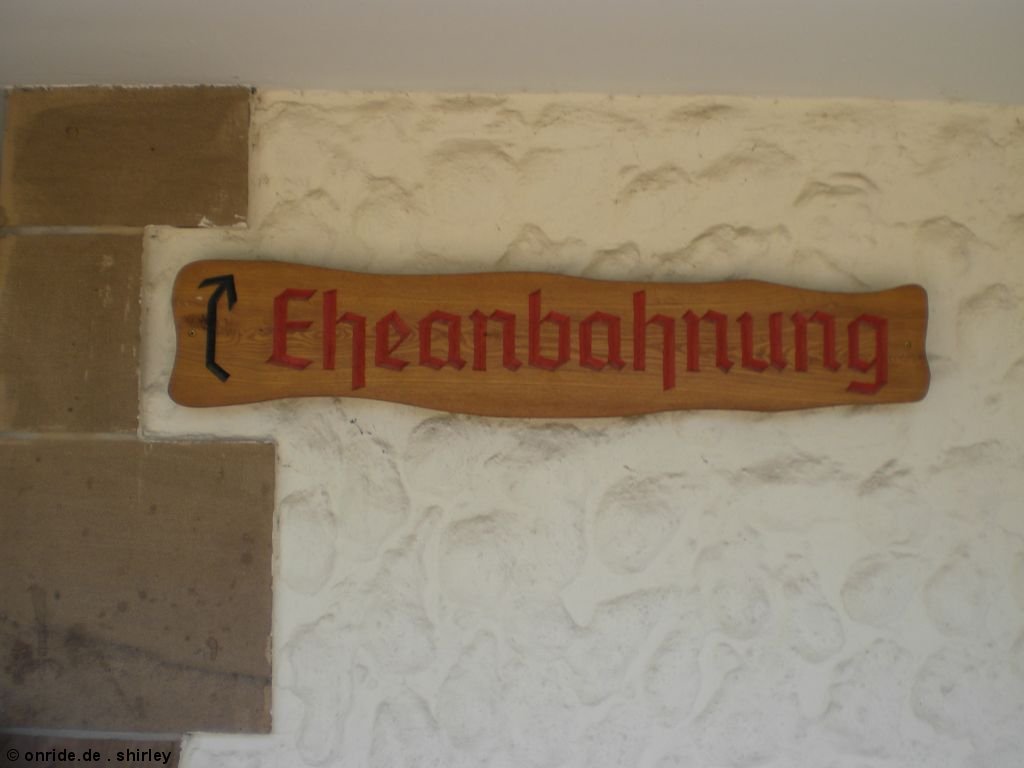 Eheanbahnung
© onride.de . shirley